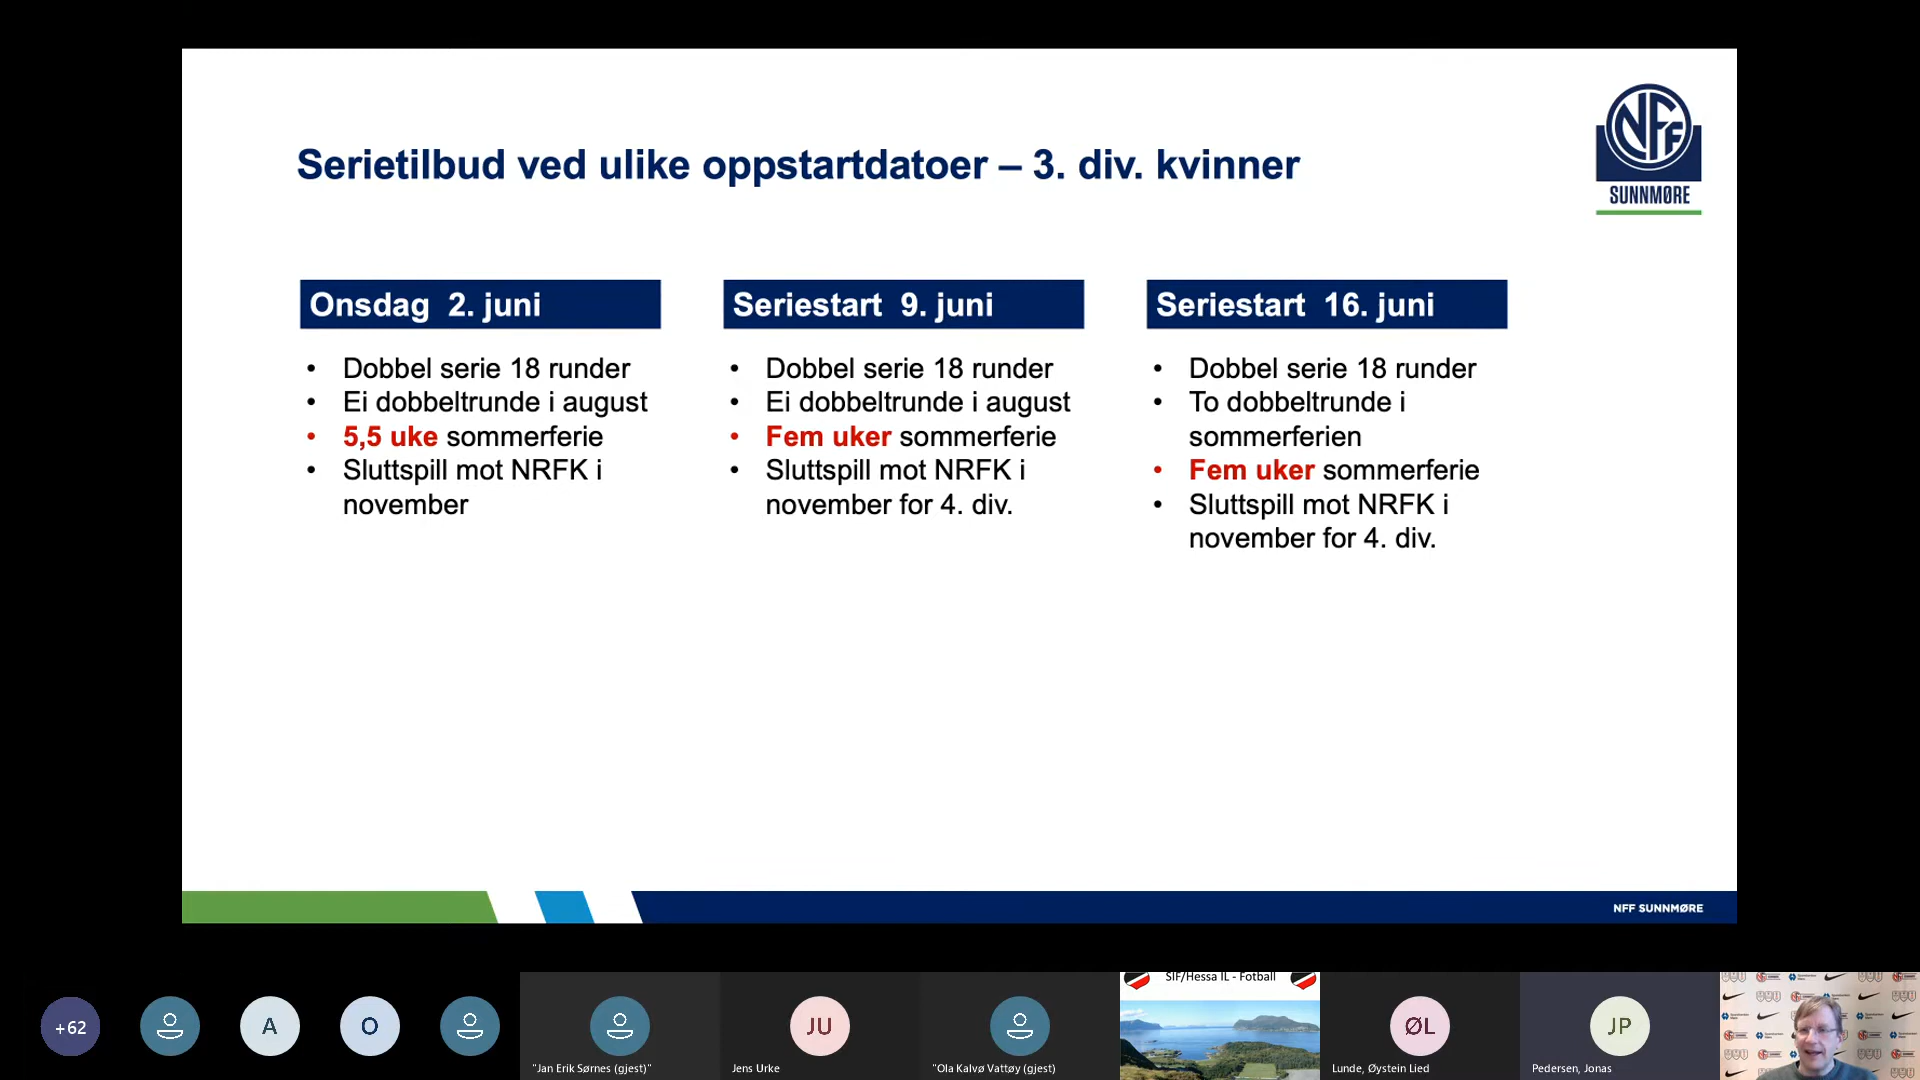 NFF
SUNNMØRE
Serietilbud ved ulike oppstartdatoer – 3. div. kvinner
Onsdag 2. juni
• Dobbel serie 18 runder
• Ei dobbeltrunde i august
• 5,5 uke sommerferie
• Sluttspill mot NRFK i
november
Seriestart 9. juni
• Dobbel serie 18 runder
• Ei dobbeltrunde i august
• Fem uker sommerferie
• Sluttspill mot NRFK i
november for 4. div.
Seriestart 16. juni
• Dobbel serie 18 runder
• To dobbeltrunde i
sommerferien
• Fem uker sommerferie
• Sluttspill mot NRFK i
november for 4. div.
NFF SUNNMØRE
+62
A
O
"Jan Erik Sørnes (gjest)"
JU
Jens Urke
"Ola Kalvø Vattøy (gjest)
SIF/Hessa IL - Fotball
ØL
Lunde, Øystein Lied
JP
Pedersen, Jonas